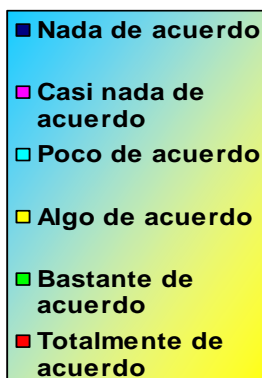 Nada de acuerdo
Casi nada de
acuerdo
Poco de acuerdo
Algo de acuerdo
Bastante de
acuerdo
Totalmente de
acuerdo